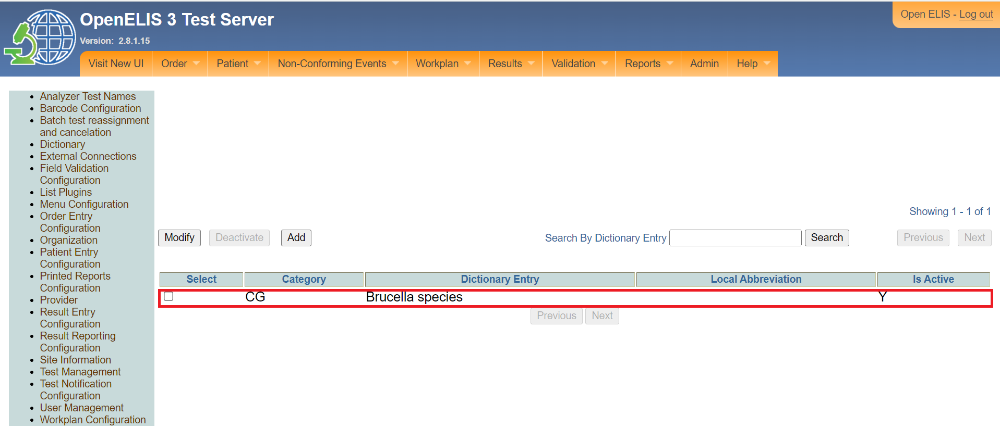 OpenELIS 3 Test Server
Version: 2.8.1.15
Open ELIS - Log out
Visit New UI
Order
Patient
Non-Conforming Events
Workplan
Results
Validation
Reports
Admin
Help
Analyzer Test Names
Barcode Configuration
Batch test reassignment
and cancelation
Dictionary
External Connections
Field Validation
Configuration
List Plugins
Menu Configuration
Order Entry
Configuration
Organization
Patient Entry
Configuration
Printed Reports
Configuration
Provider
Result Entry
Configuration
Result Reporting
Configuration
Site Information
Test Management
Test Notification
Configuration
User Management
Workplan Configuration
Showing 1 - 1 of 1
Modify Deactivate Add Search By Dictionary Entry Search Previous Next
Select Category Dictionary Entry Local Abbreviation Is Active
CG Brucella species Y
Previous Next